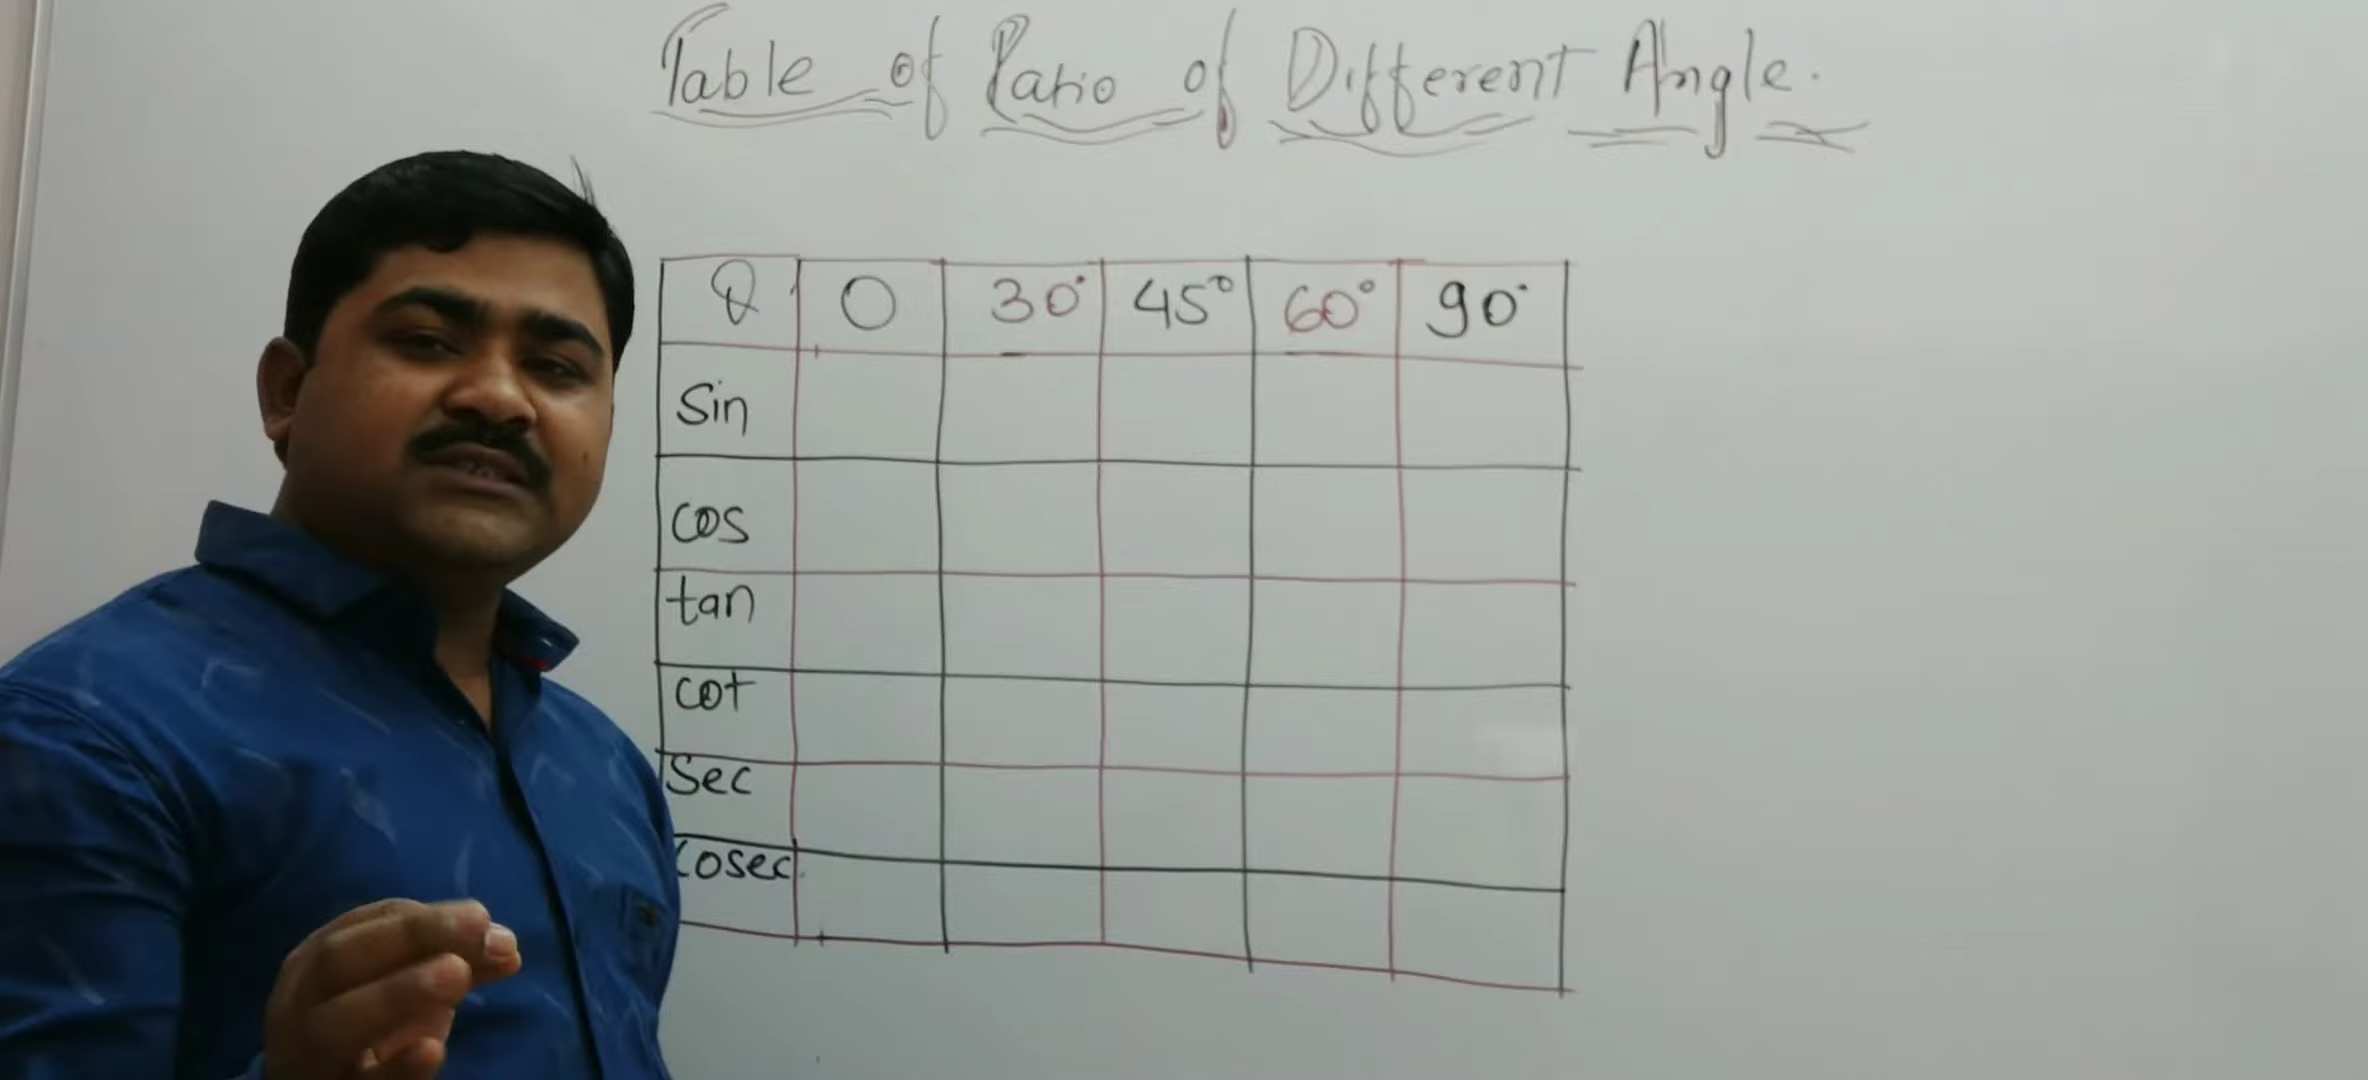 Table of Ratio of Different Angle.
Q 0 30° 45° 60° 90°
Sin
cos
tan
cot
Sec
Cosec